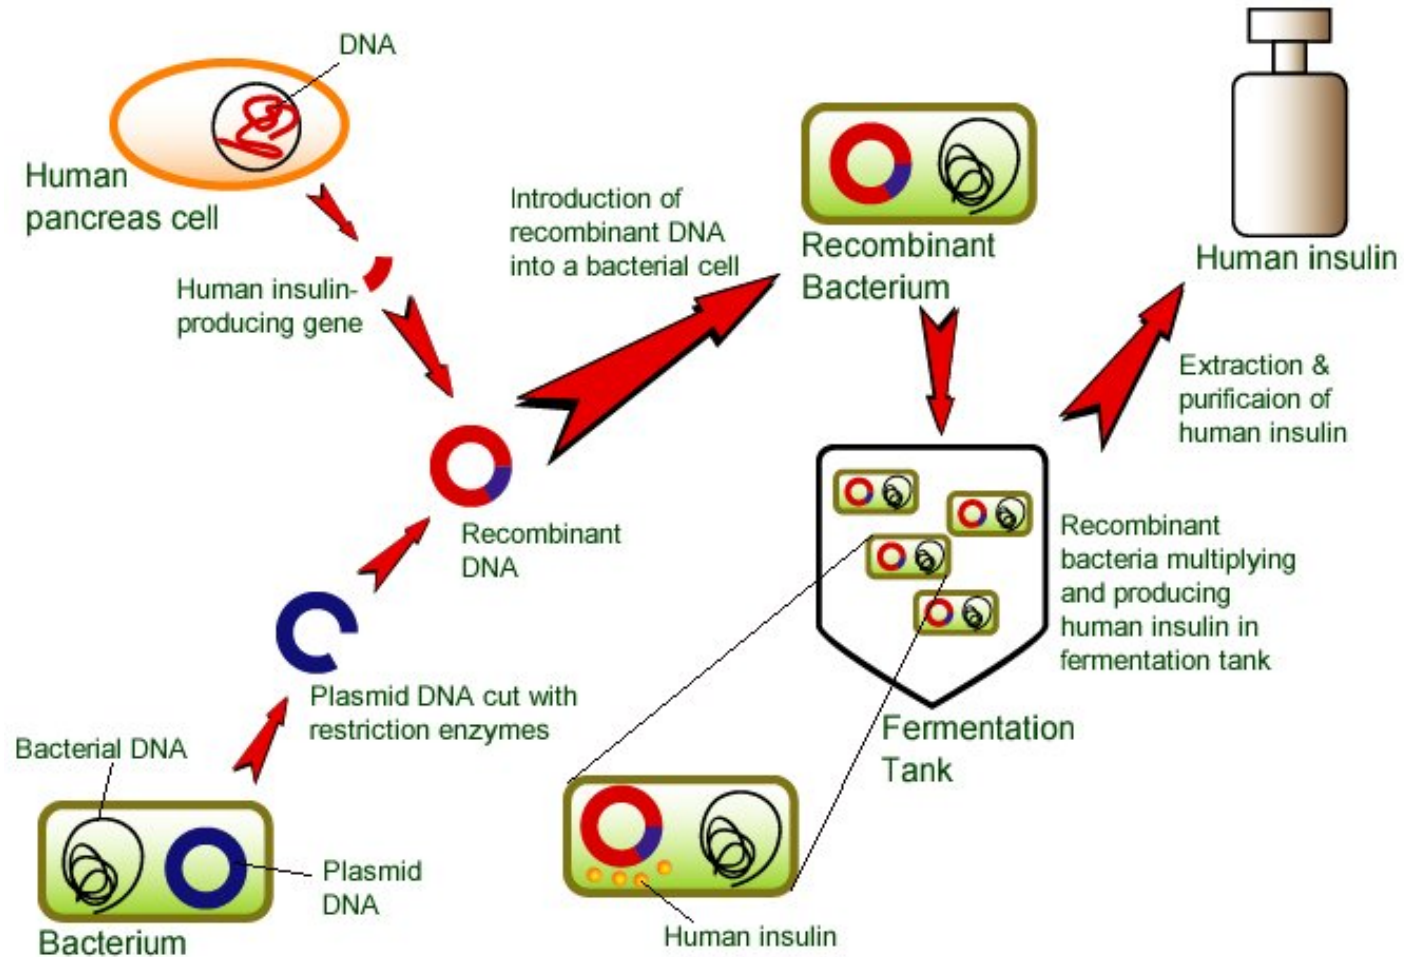 DNA
Human
pancreas cell
Human insulin-
producing gene
Introduction of
recombinant DNA
into a bacterial cell
Recombinant
Bacterium
Human insulin
Extraction &
purificaion of
human insulin
Recombinant
DNA
Recombinant
bacteria multiplying
and producing
human insulin in
fermentation tank
Plasmid DNA cut with
restriction enzymes
Fermentation
Tank
Bacterial DNA
Plasmid
DNA
Bacterium
Human insulin